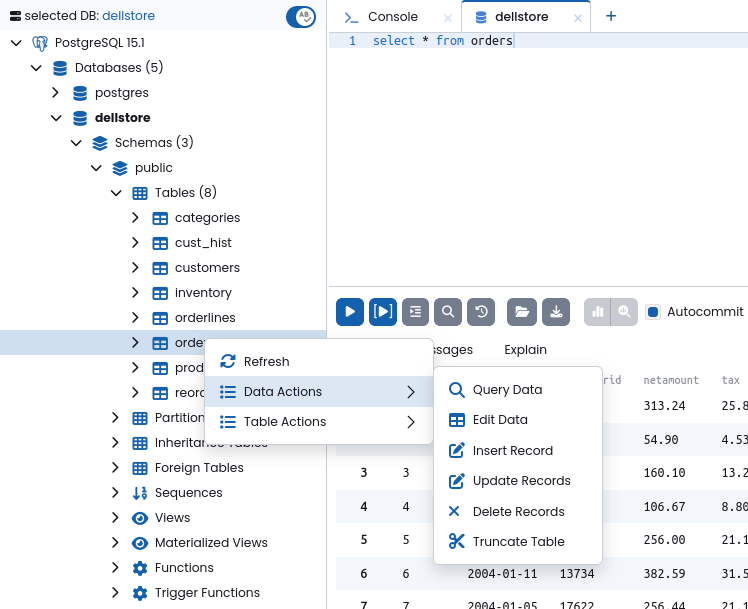 selected DB: dellstore
AB
PostgreSQL 15.1
Databases (5)
postgres
dellstore
Schemas (3)
public
Tables (8)
categories
cust_hist
customers
inventory
orderlines
orde
prod
reor
Partition
Inheritance Tables
Foreign Tables
Sequences
Views
Materialized Views
Functions
Trigger Functions
Console
dellstore
+
1 select * from orders
Autocommit
ssages
Explain
rid netamount tax
313.24 25.8
54.90 4.53
3 3 160.10 13.2
4 4 106.67 8.80
5 5 256.00 21.1
6 6 2004-01-11 13734 382.59 31.5
7 7 2004-01-05 17622 256.44 21.1
Refresh
Data Actions
Table Actions
Query Data
Edit Data
Insert Record
Update Records
Delete Records
Truncate Table